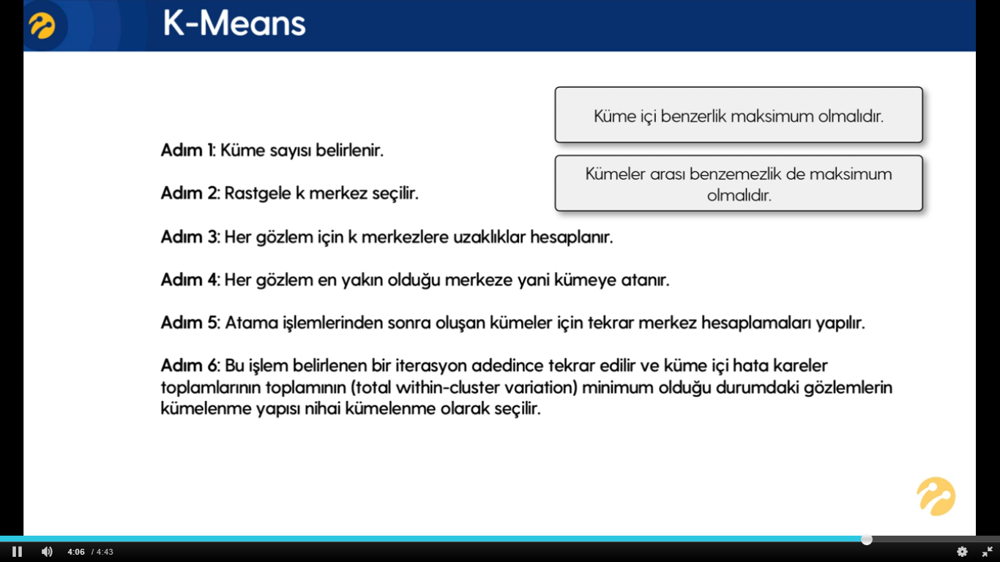 K-Means
Küme içi benzerlik maksimum olmalıdır.
Kümeler arası benzemezlik de maksimum
olmalıdır.
Adım 1: Küme sayısı belirlenir.
Adım 2: Rastgele k merkez seçilir.
Adım 3: Her gözlem için k merkezlere uzaklıklar hesaplanır.
Adım 4: Her gözlem en yakın olduğu merkeze yani kümeye atanır.
Adım 5: Atama işlemlerinden sonra oluşan kümeler için tekrar merkez hesaplamaları yapılır.
Adım 6: Bu işlem belirlenen bir iterasyon adedince tekrar edilir ve küme içi hata kareler
toplamlarının toplamının (total within-cluster variation) minimum olduğu durumdaki gözlemlerin
kümelenme yapısı nihai kümelenme olarak seçilir.
4:06 / 4:43